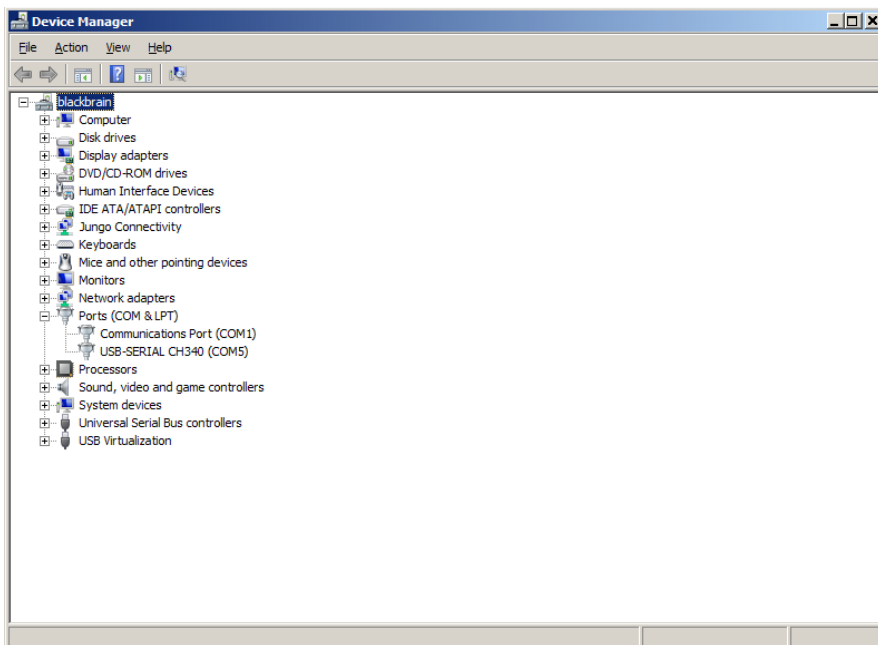 Device Manager
File Action View Help
blackbrain
Computer
Disk drives
Display adapters
DVD/CD-ROM drives
Human Interface Devices
IDE ATA/ATAPI controllers
Jungo Connectivity
Keyboards
Mice and other pointing devices
Monitors
Network adapters
Ports (COM & LPT)
Communications Port (COM1)
USB-SERIAL CH340 (COM5)
Processors
Sound, video and game controllers
System devices
Universal Serial Bus controllers
USB Virtualization